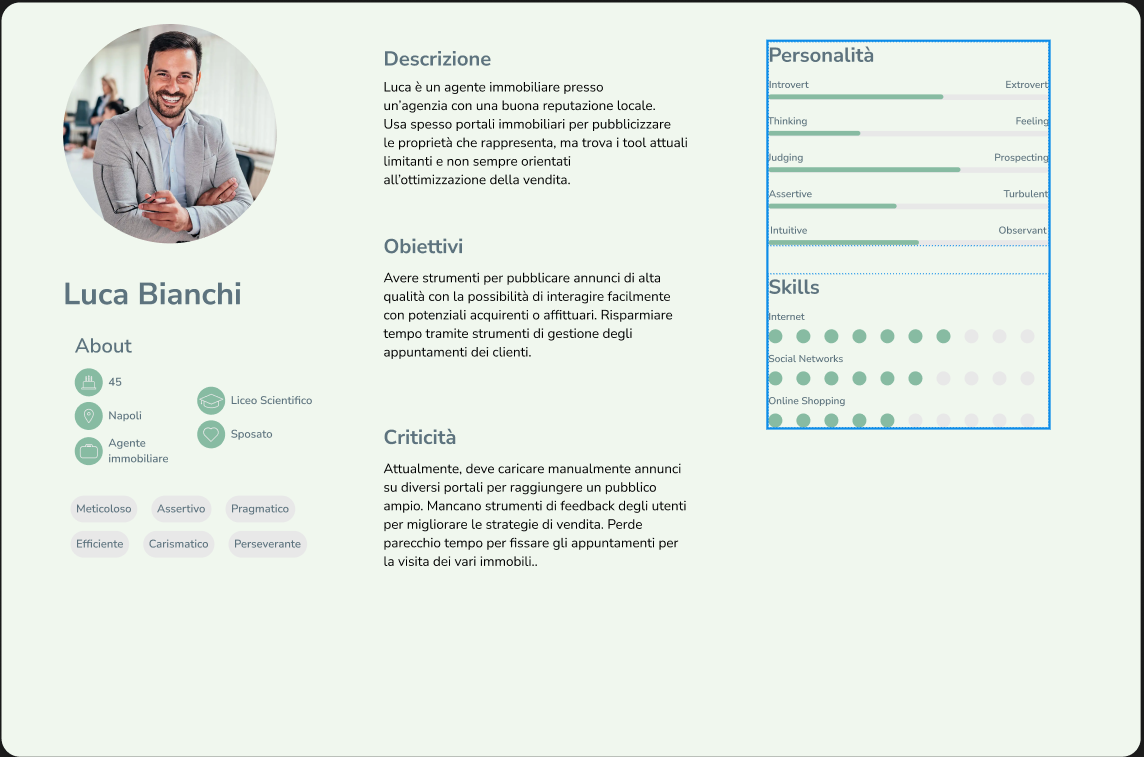 Luca Bianchi
About
45
Napoli
Agente
immobiliare
Liceo Scientifico
Sposato
Meticoloso
Assertivo
Pragmatico
Efficiente
Carismatico
Perseverante
Descrizione
Luca è un agente immobiliare presso
un’agenzia con una buona reputazione locale.
Usa spesso portali immobiliari per pubblicizzare
le proprietà che rappresenta, ma trova i tool attuali
limitanti e non sempre orientati
all’ottimizzazione della vendita.
Obiettivi
Avere strumenti per pubblicare annunci di alta
qualità con la possibilità di interagire facilmente
con potenziali acquirenti o affittuari. Risparmiare
tempo tramite strumenti di gestione degli
appuntamenti dei clienti.
Criticità
Attualmente, deve caricare manualmente annunci
su diversi portali per raggiungere un pubblico
ampio. Mancano strumenti di feedback degli utenti
per migliorare le strategie di vendita. Perde
parecchio tempo per fissare gli appuntamenti per
la visita dei vari immobili..
Personalità
Introvert Extrovert
Thinking Feeling
Judging Prospecting
Assertive Turbulent
Intuitive Observant
Skills
Internet
Social Networks
Online Shopping